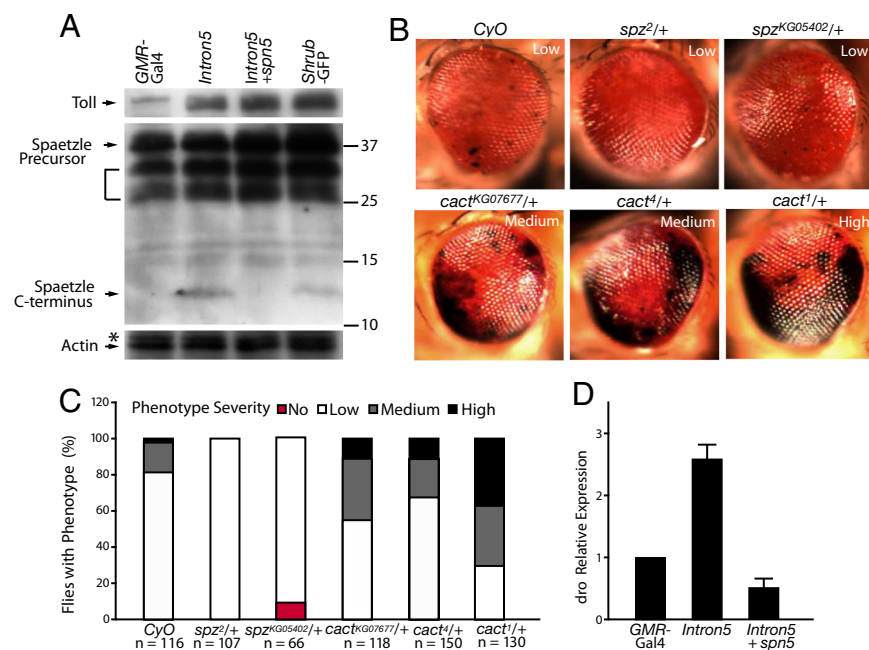 A
GMR-Gal4
Intron5
Intron5 +spn5
Shrub -GFP
Toll
Spaetzle Precursor
37
25
15
Spaetzle C-terminus
10
*
Actin
B
CyO
Low
spz2/+
Low
spzKG05402/+
Low
cactKG07677/+
Medium
cact4/+
Medium
cact1/+
High
C
Phenotype Severity No Low Medium High
Flies with Phenotype (%)
120
100
80
60
40
20
0
CyO spz2/+ spzKG05402/+ cactKG07677/+ cact4/+ cact1/+
n = 116 n = 107 n = 66 n = 118 n = 150 n = 130
D
dro Relative Expression
3
2
1
0
GMR-Gal4
Intron5
Intron5 + spn5